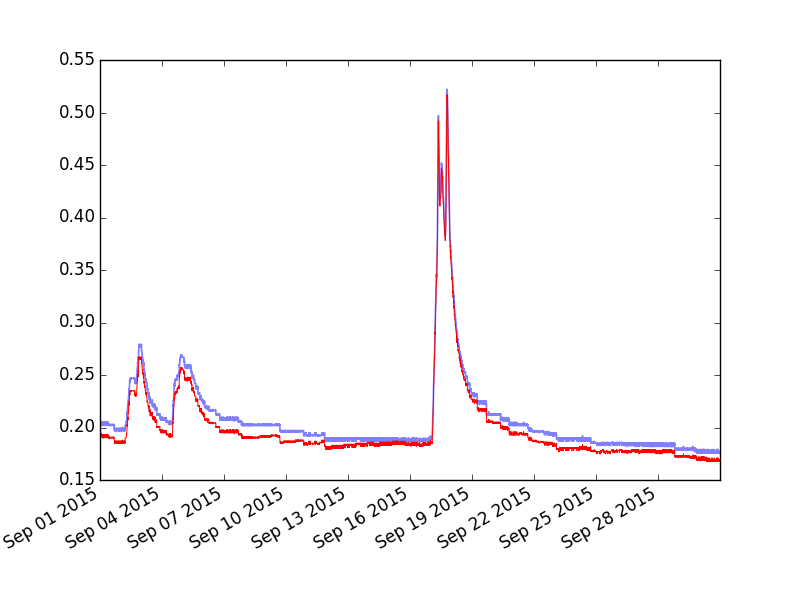 0.55
0.50
0.45
0.40
0.35
0.30
0.25
0.20
0.15
Sep 01 2015
Sep 04 2015
Sep 07 2015
Sep 10 2015
Sep 13 2015
Sep 16 2015
Sep 19 2015
Sep 22 2015
Sep 25 2015
Sep 28 2015